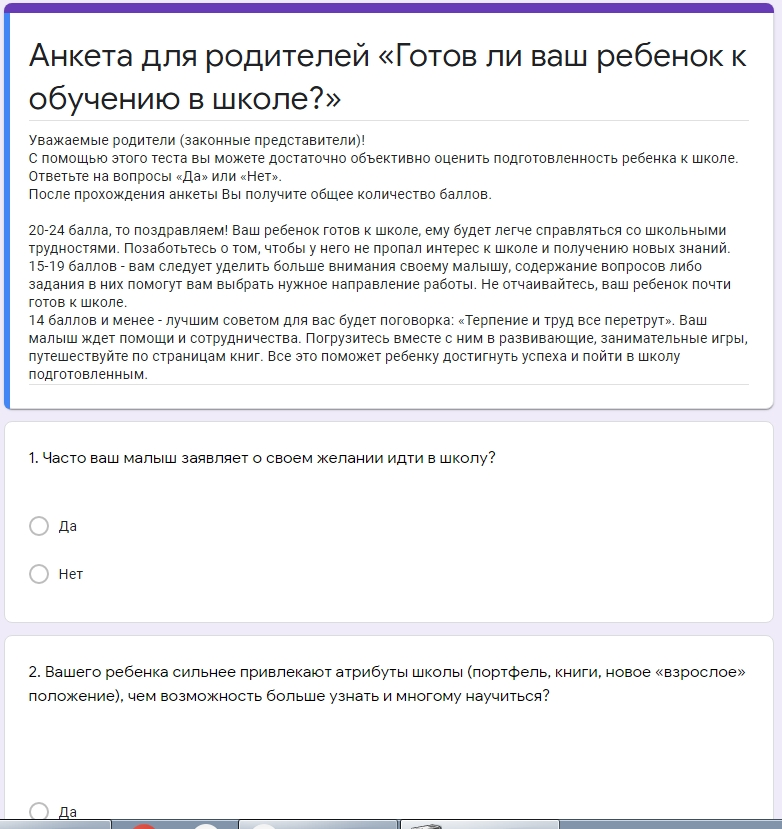 Анкета для родителей «Готов ли ваш ребенок к
обучению в школе?»
Уважаемые родители (законные представители)!
С помощью этого теста вы можете достаточно объективно оценить подготовленность ребенка к школе.
Ответьте на вопросы «Да» или «Нет».
После прохождения анкеты Вы получите общее количество баллов.
20-24 балла, то поздравляем! Ваш ребенок готов к школе, ему будет легче справляться со школьными
трудностями. Позаботьтесь о том, чтобы у него не пропал интерес к школе и получению новых знаний.
15-19 баллов - вам следует уделить больше внимания своему малышу, содержание вопросов либо
задания в них помогут вам выбрать нужное направление работы. Не отчаивайтесь, ваш ребенок почти
готов к школе.
14 баллов и менее - лучшим советом для вас будет поговорка: «Терпение и труд все перетрут». Ваш
малыш ждет помощи и сотрудничества. Погрузитесь вместе с ним в развивающие, занимательные игры,
путешествуйте по страницам книг. Все это поможет ребенку достигнуть успеха и пойти в школу
подготовленным.
1. Часто ваш малыш заявляет о своем желании идти в школу?
Да
Нет
2. Вашего ребенка сильнее привлекают атрибуты школы (портфель, книги, новое «взрослое»
положение), чем возможность больше узнать и многому научиться?
Да